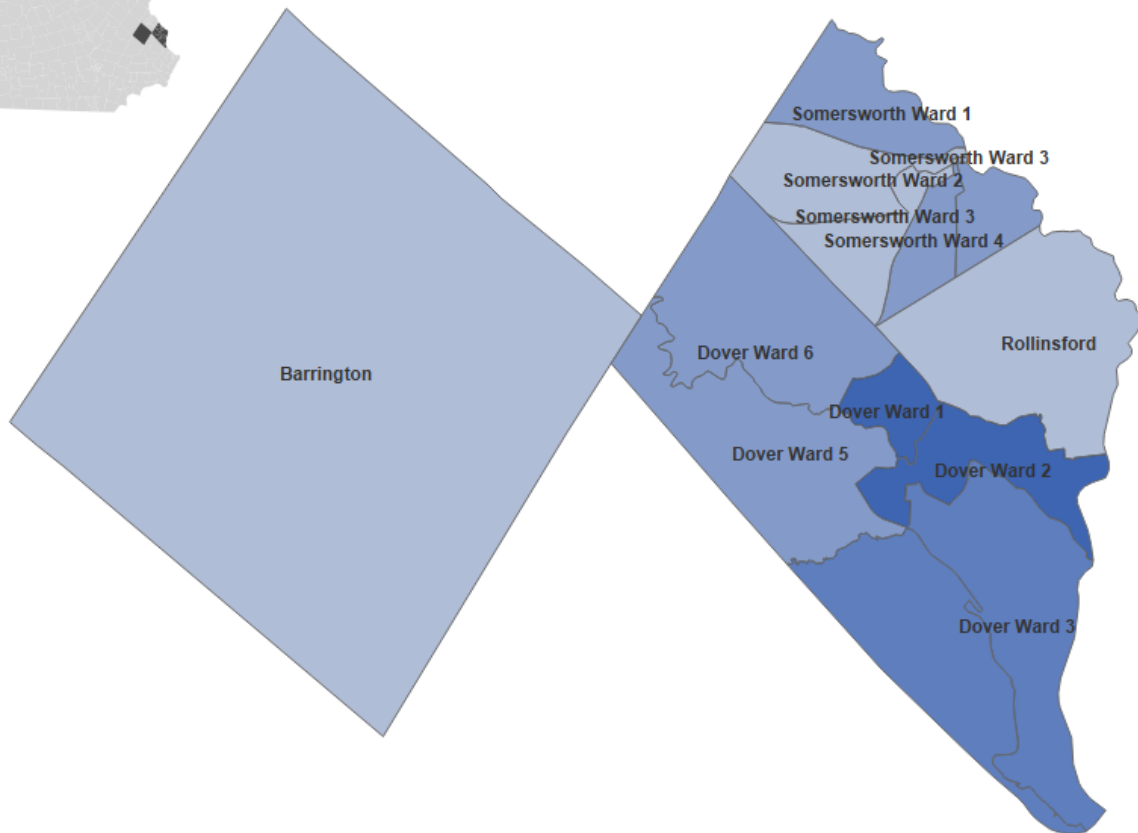 Somersworth Ward 1
Somersworth Ward 3
Somersworth Ward 2
Somersworth Ward 3
Somersworth Ward 4
Rollinsford
Dover Ward 6
Barrington
Dover Ward 1
Dover Ward 5
Dover Ward 2
Dover Ward 3